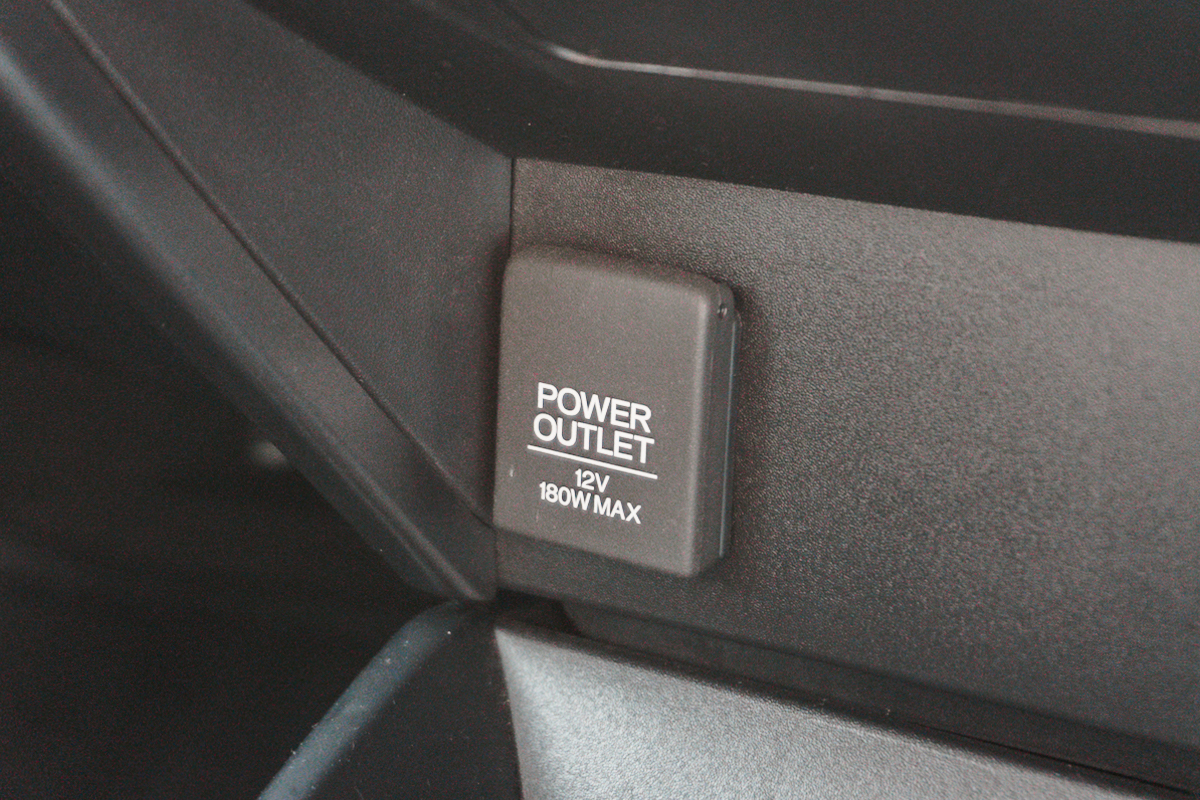 POWER
OUTLET
12V
180W MAX